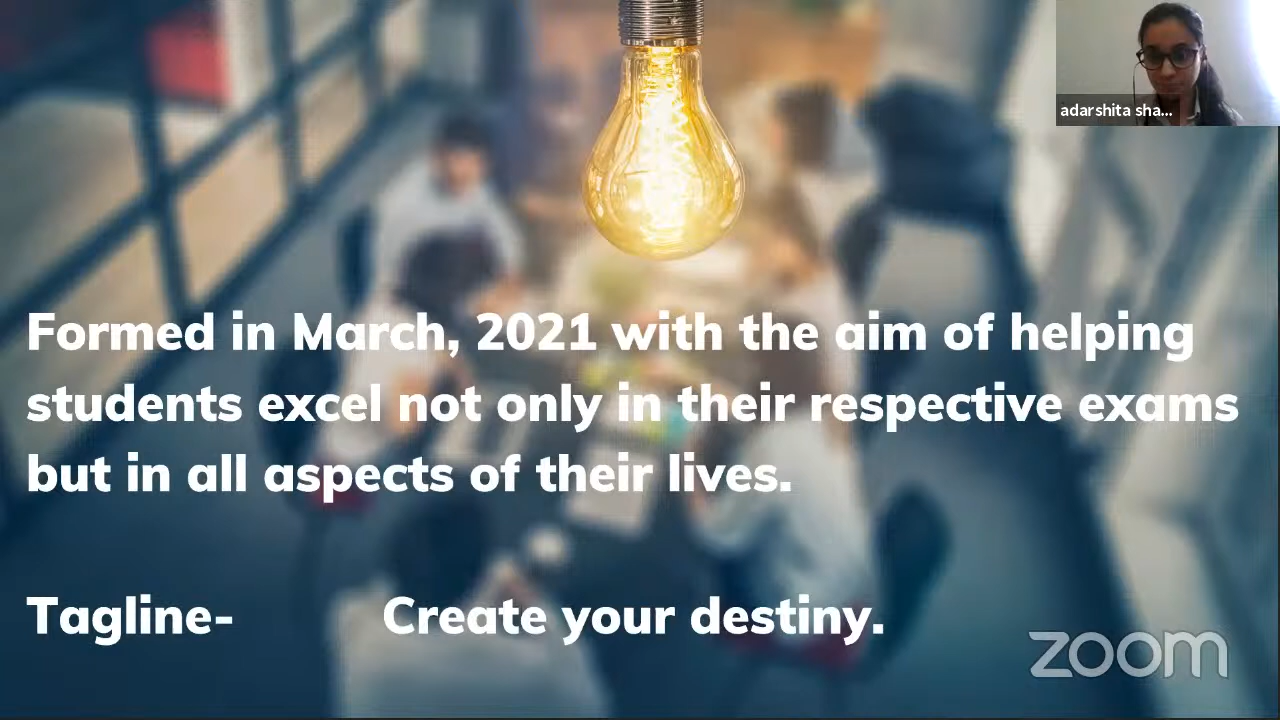 adarshita sha...
Formed in March, 2021 with the aim of helping
students excel not only in their respective exams
but in all aspects of their lives.
Tagline- Create your destiny.
zoom